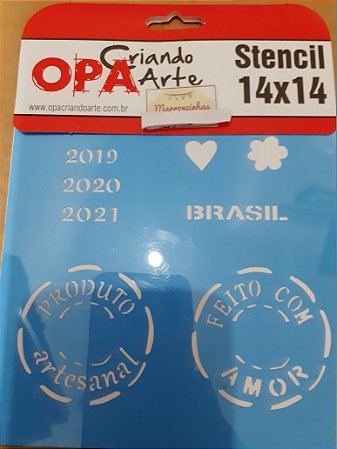 OPA Criando Arte
www.opacriandoarte.com.br
Stencil
14x14
Marronzinhas
2019
2020
2021
BRASIL
PRODUTO
artesanal
FEITO COM
AMOR